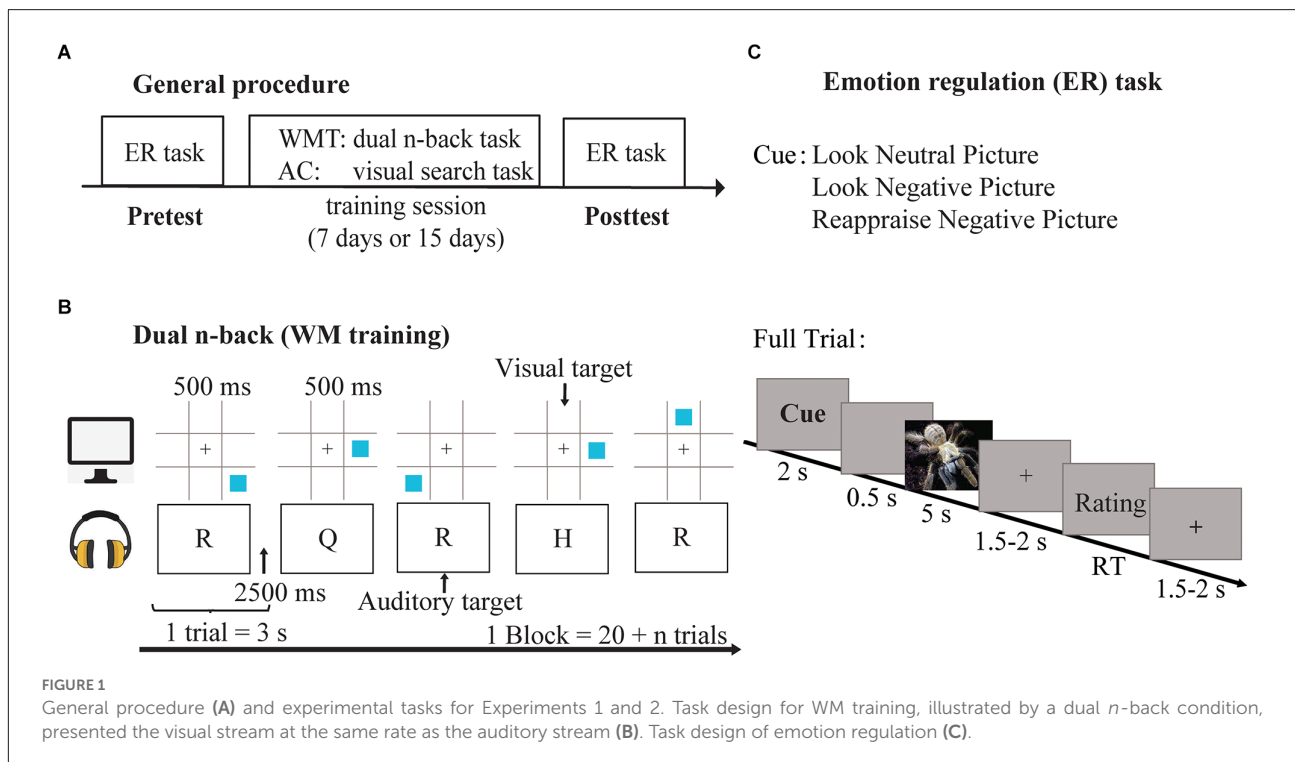 A
General procedure
ER task
WMT: dual n-back task
AC: visual search task
ER task
Pretest
training session
(7 days or 15 days)
Posttest
B
Dual n-back (WM training)
500 ms
500 ms
Visual target
+
+
+
+
+
R
Q
R
H
R
2500 ms
Auditory target
1 trial = 3 s
1 Block = 20 + n trials
C
Emotion regulation (ER) task
Cue: Look Neutral Picture
Look Negative Picture
Reappraise Negative Picture
Full Trial:
Cue
+
Rating
+
2 s
0.5 s
5 s
1.5-2 s
RT
1.5-2 s
FIGURE 1
General procedure (A) and experimental tasks for Experiments 1 and 2. Task design for WM training, illustrated by a dual n-back condition,
presented the visual stream at the same rate as the auditory stream (B). Task design of emotion regulation (C).